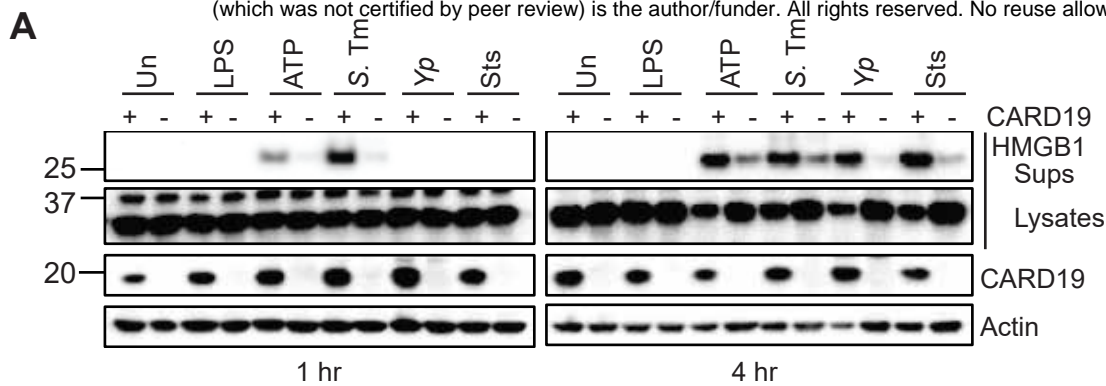 (which was not certified by peer review) is the author/funder. All rights reserved. No reuse allow
A
Un LPS ATP S. Tm Yp Sts Un LPS ATP S. Tm Yp Sts
+ - + - + - + - + - + - + - + - + - + - + - + - CARD19
HMGB1
25 Sups
37
Lysates
20 CARD19
Actin
1 hr 4 hr